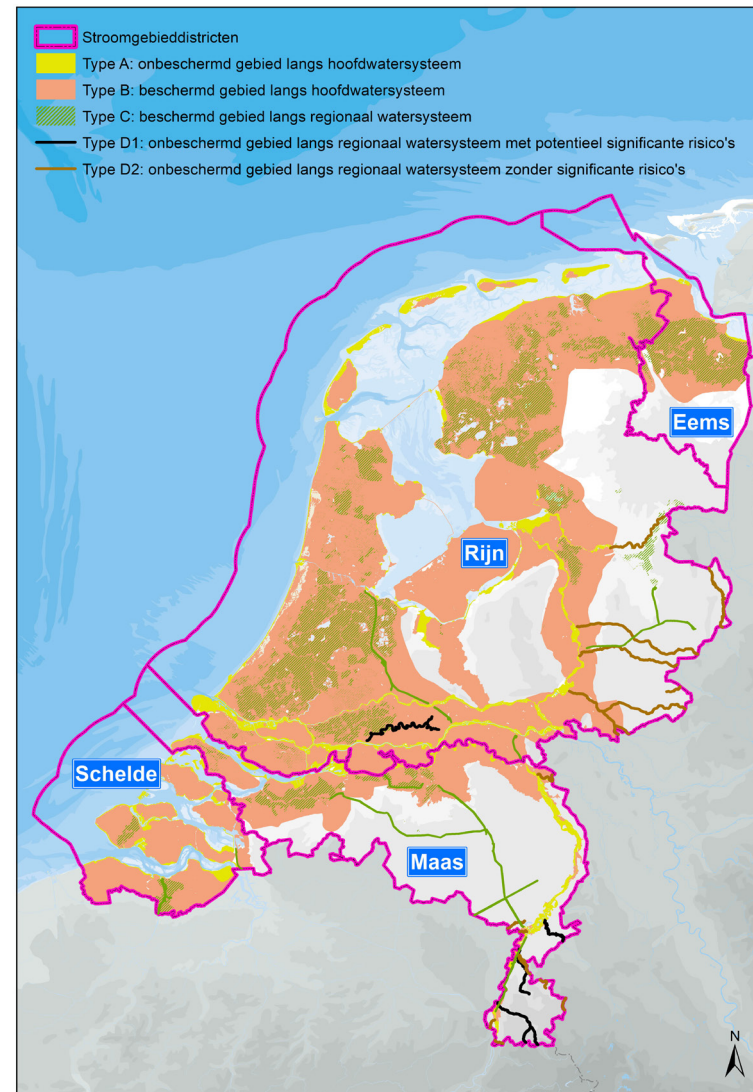 Stroomgebieddistricten
Type A: onbeschermd gebied langs hoofdwatersysteem
Type B: beschermd gebied langs hoofdwatersysteem
Type C: beschermd gebied langs regionaal watersysteem
Type D1: onbeschermd gebied langs regionaal watersysteem met potentieel significante risico's
Type D2: onbeschermd gebied langs regionaal watersysteem zonder significante risico's
Eems
Rijn
Schelde
Maas
N